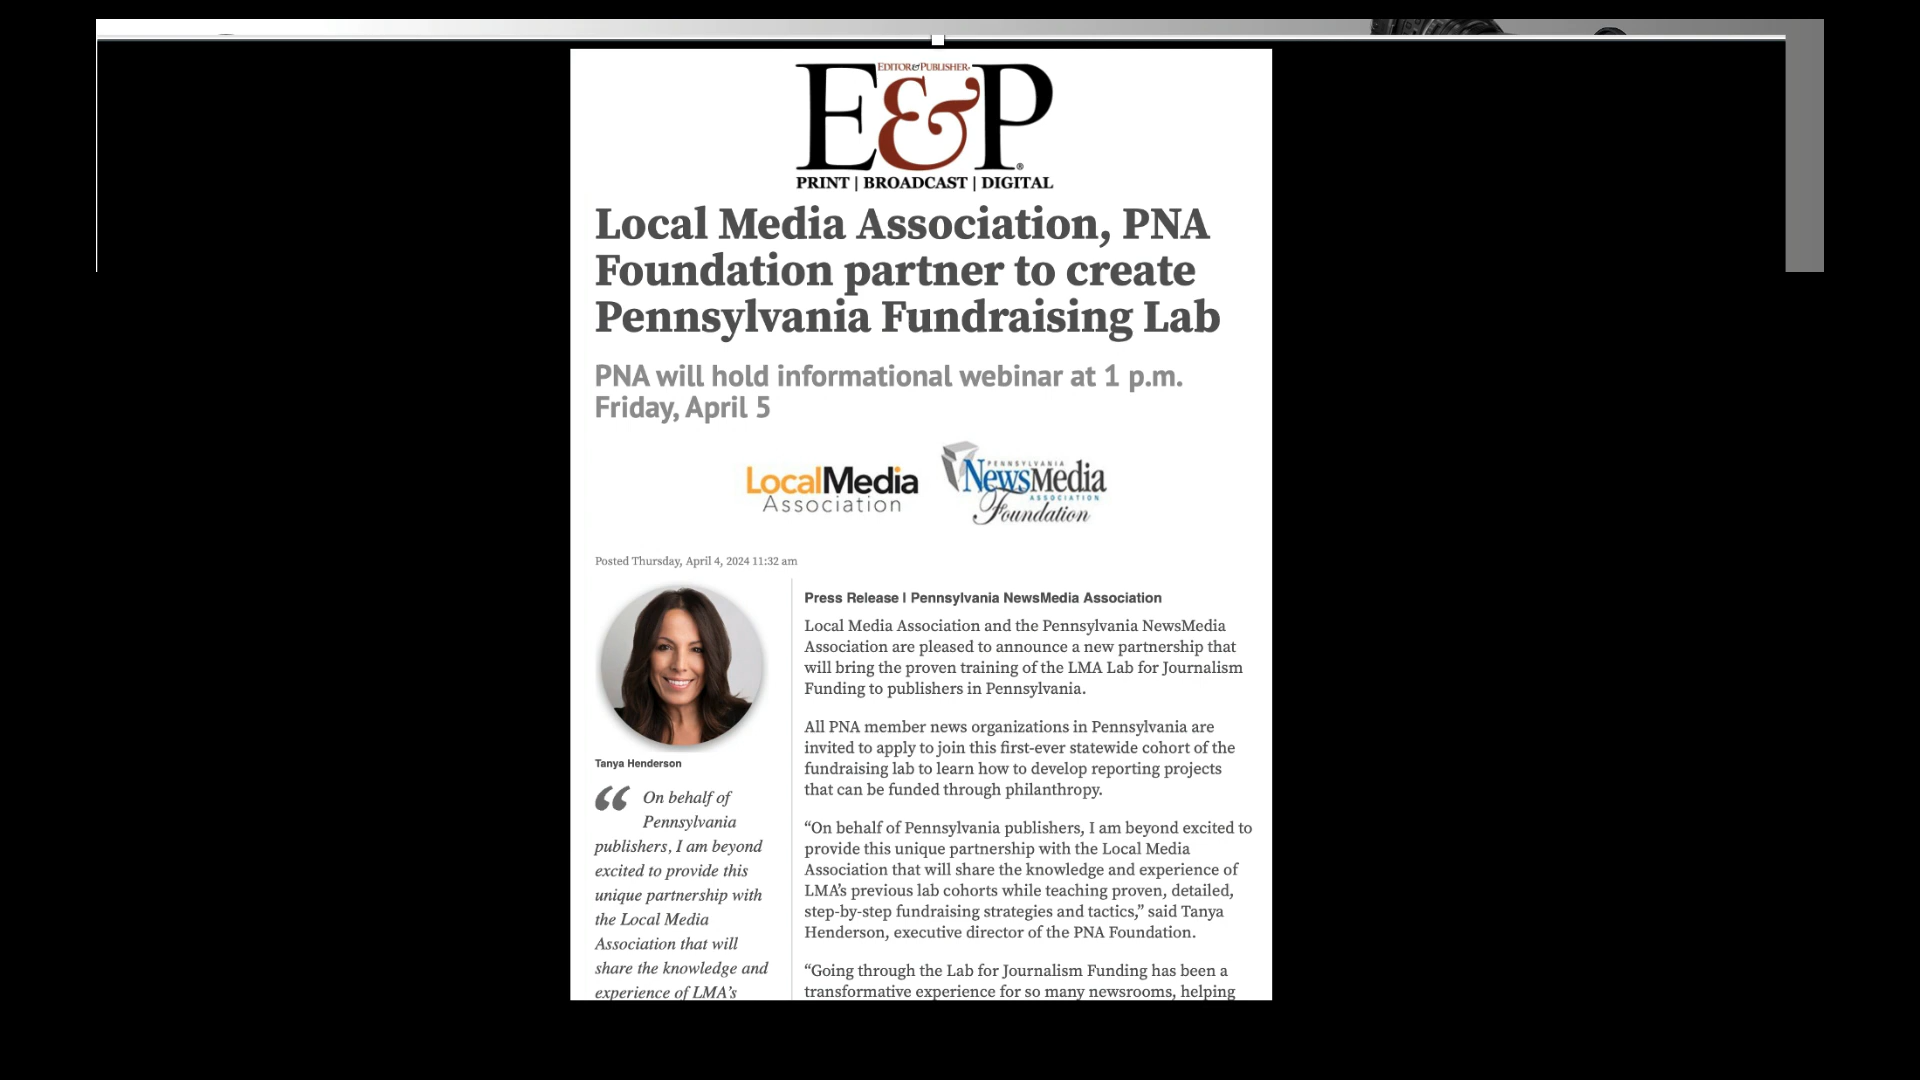 EDITOR&PUBLISHER
E&P®
PRINT | BROADCAST | DIGITAL
Local Media Association, PNA
Foundation partner to create
Pennsylvania Fundraising Lab
PNA will hold informational webinar at 1 p.m.
Friday, April 5
LocalMedia
Association
PENNSYLVANIA
NewsMedia
ASSOCIATION
Foundation
Posted Thursday, April 4, 2024 11:32 am
Tanya Henderson
“ On behalf of
Pennsylvania
publishers, I am beyond
excited to provide this
unique partnership with
the Local Media
Association that will
share the knowledge and
experience of LMA’s
Press Release | Pennsylvania NewsMedia Association
Local Media Association and the Pennsylvania NewsMedia
Association are pleased to announce a new partnership that
will bring the proven training of the LMA Lab for Journalism
Funding to publishers in Pennsylvania.
All PNA member news organizations in Pennsylvania are
invited to apply to join this first-ever statewide cohort of the
fundraising lab to learn how to develop reporting projects
that can be funded through philanthropy.
“On behalf of Pennsylvania publishers, I am beyond excited to
provide this unique partnership with the Local Media
Association that will share the knowledge and experience of
LMA’s previous lab cohorts while teaching proven, detailed,
step-by-step fundraising strategies and tactics,” said Tanya
Henderson, executive director of the PNA Foundation.
“Going through the Lab for Journalism Funding has been a
transformative experience for so many newsrooms, helping